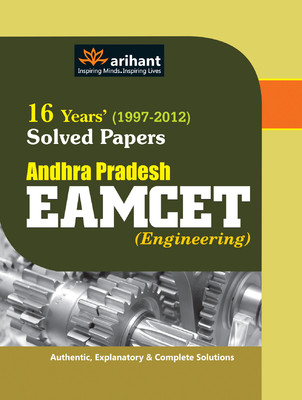 arihant
Inspiring Minds. Inspiring Lives
16 Years' (1997-2012)
Solved Papers
Andhra Pradesh
EAMCET
(Engineering)
Authentic, Explanatory & Complete Solutions